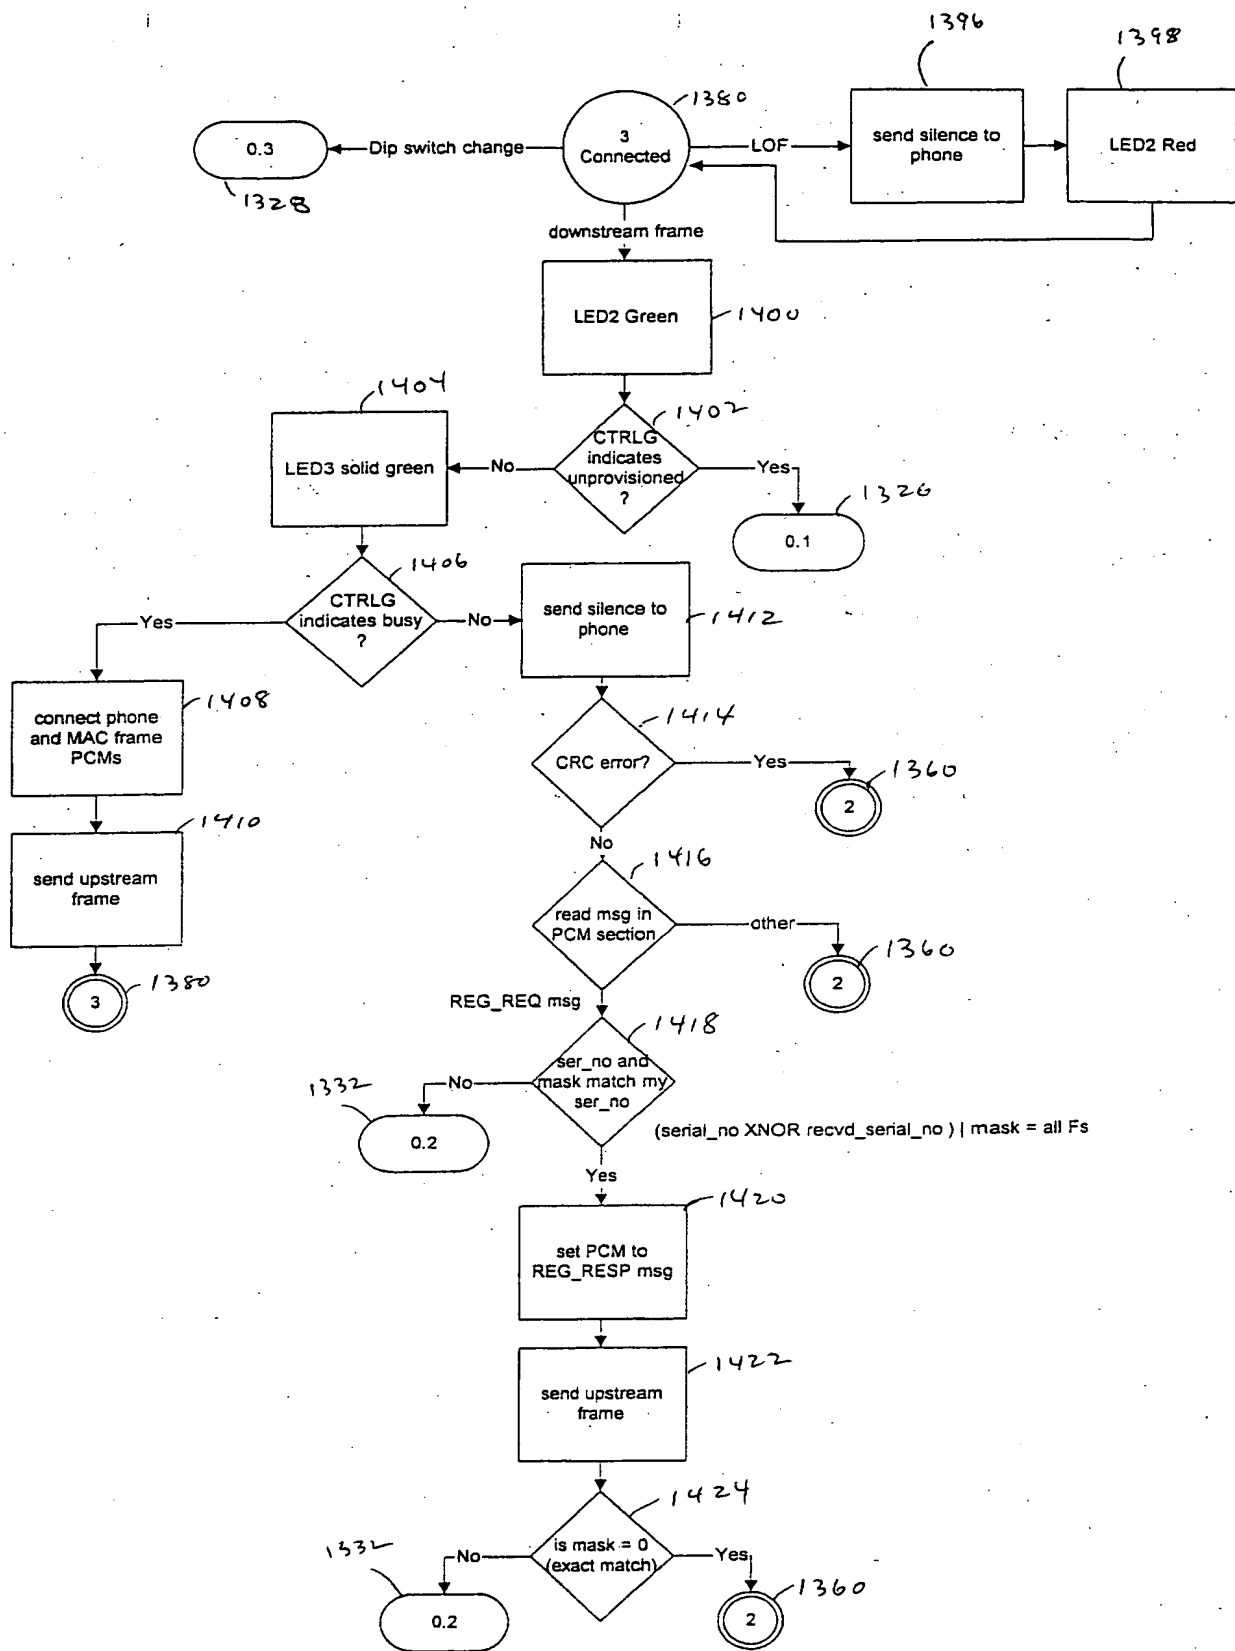 1396
1398
1380
0.3
Dip switch change
3
Connected
LOF
send silence to
phone
LED2 Red
1328
downstream frame
LED2 Green
1400
1404
1402
LED3 solid green
No
CTRLG
indicates
unprovisioned
?
Yes
1326
0.1
1406
CTRLG
indicates busy
?
Yes
No
send silence to
phone
1412
connect phone
and MAC frame
PCMs
1408
1414
CRC error?
Yes
1360
2
1410
send upstream
frame
No
1416
read msg in
PCM section
other
1360
2
3
1380
REG_REQ msg
1418
ser_no and
mask match my
ser_no
No
1332
0.2
(serial_no XNOR recvd_serial_no ) | mask = all Fs
Yes
1420
set PCM to
REG_RESP msg
1422
send upstream
frame
1424
is mask = 0
(exact match)
No
1332
0.2
Yes
1360
2